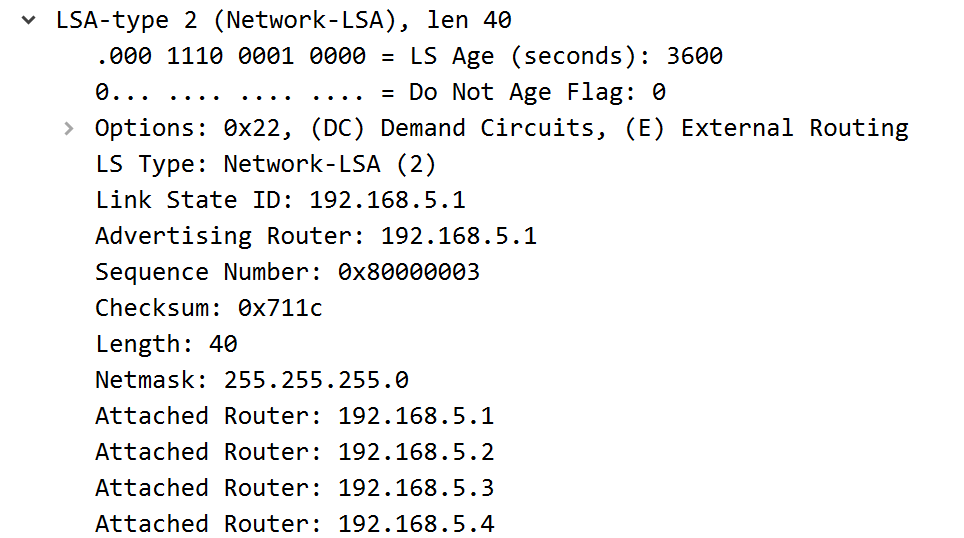 LSA-type 2 (Network-LSA), len 40
.000 1110 0001 0000 = LS Age (seconds): 3600
0... .... .... .... = Do Not Age Flag: 0
Options: 0x22, (DC) Demand Circuits, (E) External Routing
LS Type: Network-LSA (2)
Link State ID: 192.168.5.1
Advertising Router: 192.168.5.1
Sequence Number: 0x80000003
Checksum: 0x711c
Length: 40
Netmask: 255.255.255.0
Attached Router: 192.168.5.1
Attached Router: 192.168.5.2
Attached Router: 192.168.5.3
Attached Router: 192.168.5.4